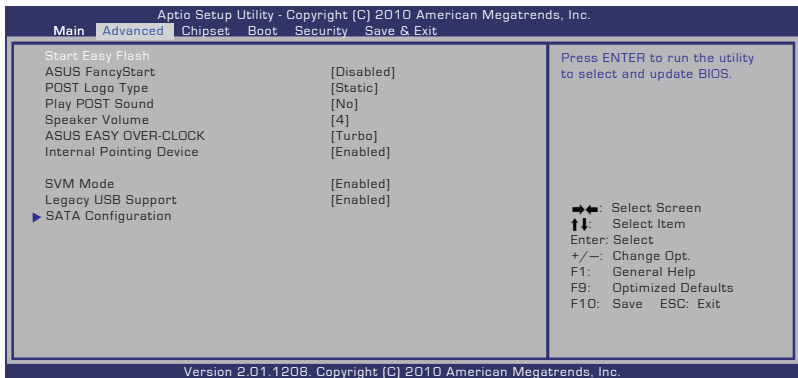 Aptio Setup Utility - Copyright (C) 2010 American Megatrends, Inc.
Main Advanced Chipset Boot Security Save & Exit
Start Easy Flash
ASUS FancyStart [Disabled]
POST Logo Type [Static]
Play POST Sound [No]
Speaker Volume [4]
ASUS EASY OVER-CLOCK [Turbo]
Internal Pointing Device [Enabled]
SVM Mode [Enabled]
Legacy USB Support [Enabled]
SATA Configuration
Press ENTER to run the utility
to select and update BIOS.
→←: Select Screen
↑↓: Select Item
Enter: Select
+/—: Change Opt.
F1: General Help
F9: Optimized Defaults
F10: Save ESC: Exit
Version 2.01.1208. Copyright (C) 2010 American Megatrends, Inc.